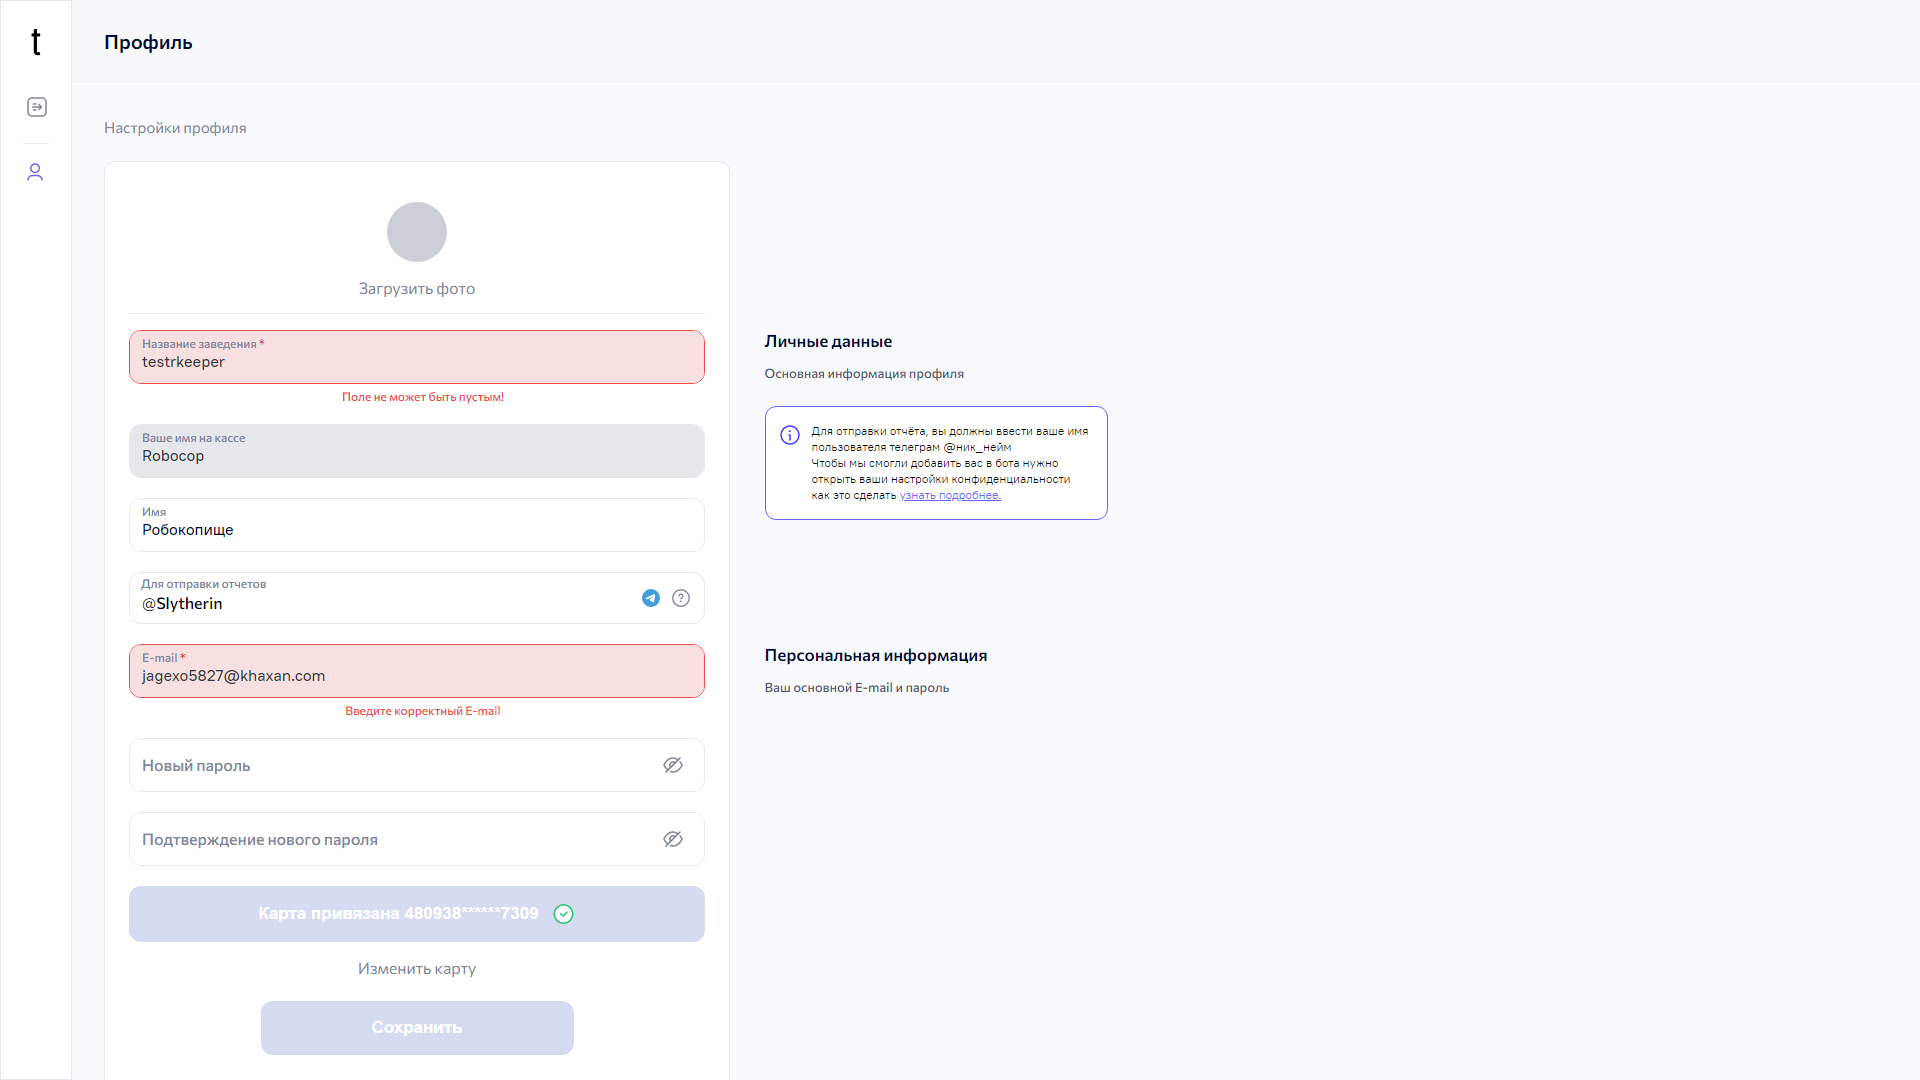 t
Профиль
Настройки профиля
Загрузить фото
Название заведения *
testrkeeper
Поле не может быть пустым!
Ваше имя на кассе
Robocop
Имя
Робокопище
Для отправки отчетов
@Slytherin
E-mail *
jagexo5827@khaxan.com
Введите корректный E-mail
Новый пароль
Подтверждение нового пароля
Карта привязана 480938******7309
Изменить карту
Сохранить
Личные данные
Основная информация профиля
Для отправки отчёта, вы должны ввести ваше имя
пользователя телеграм @ник_нейм
Чтобы мы смогли добавить вас в бота нужно
открыть ваши настройки конфиденциальности
как это сделать узнать подробнее.
Персональная информация
Ваш основной E-mail и пароль